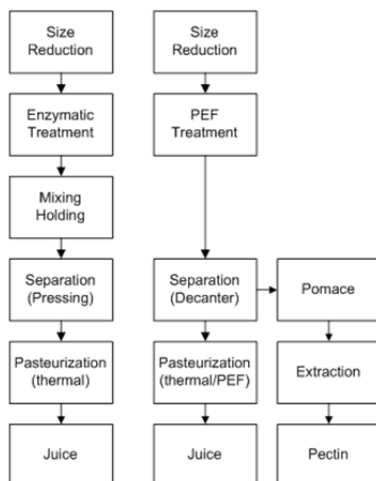 Size
Reduction
Enzymatic
Treatment
Mixing
Holding
Separation
(Pressing)
Pasteurization
(thermal)
Juice
Size
Reduction
PEF
Treatment
Separation
(Decanter)
Pasteurization
(thermal/PEF)
Juice
Pomace
Extraction
Pectin